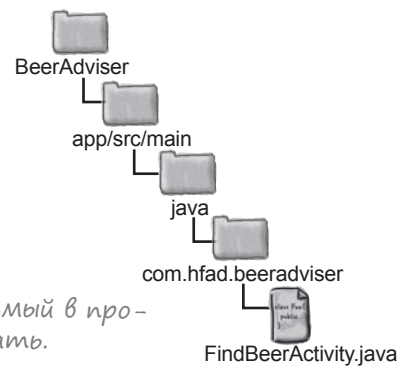 BeerAdviser
app/src/main
java
com.hfad.beeradviser
мый в про-
ать.
FindBeerActivity.java